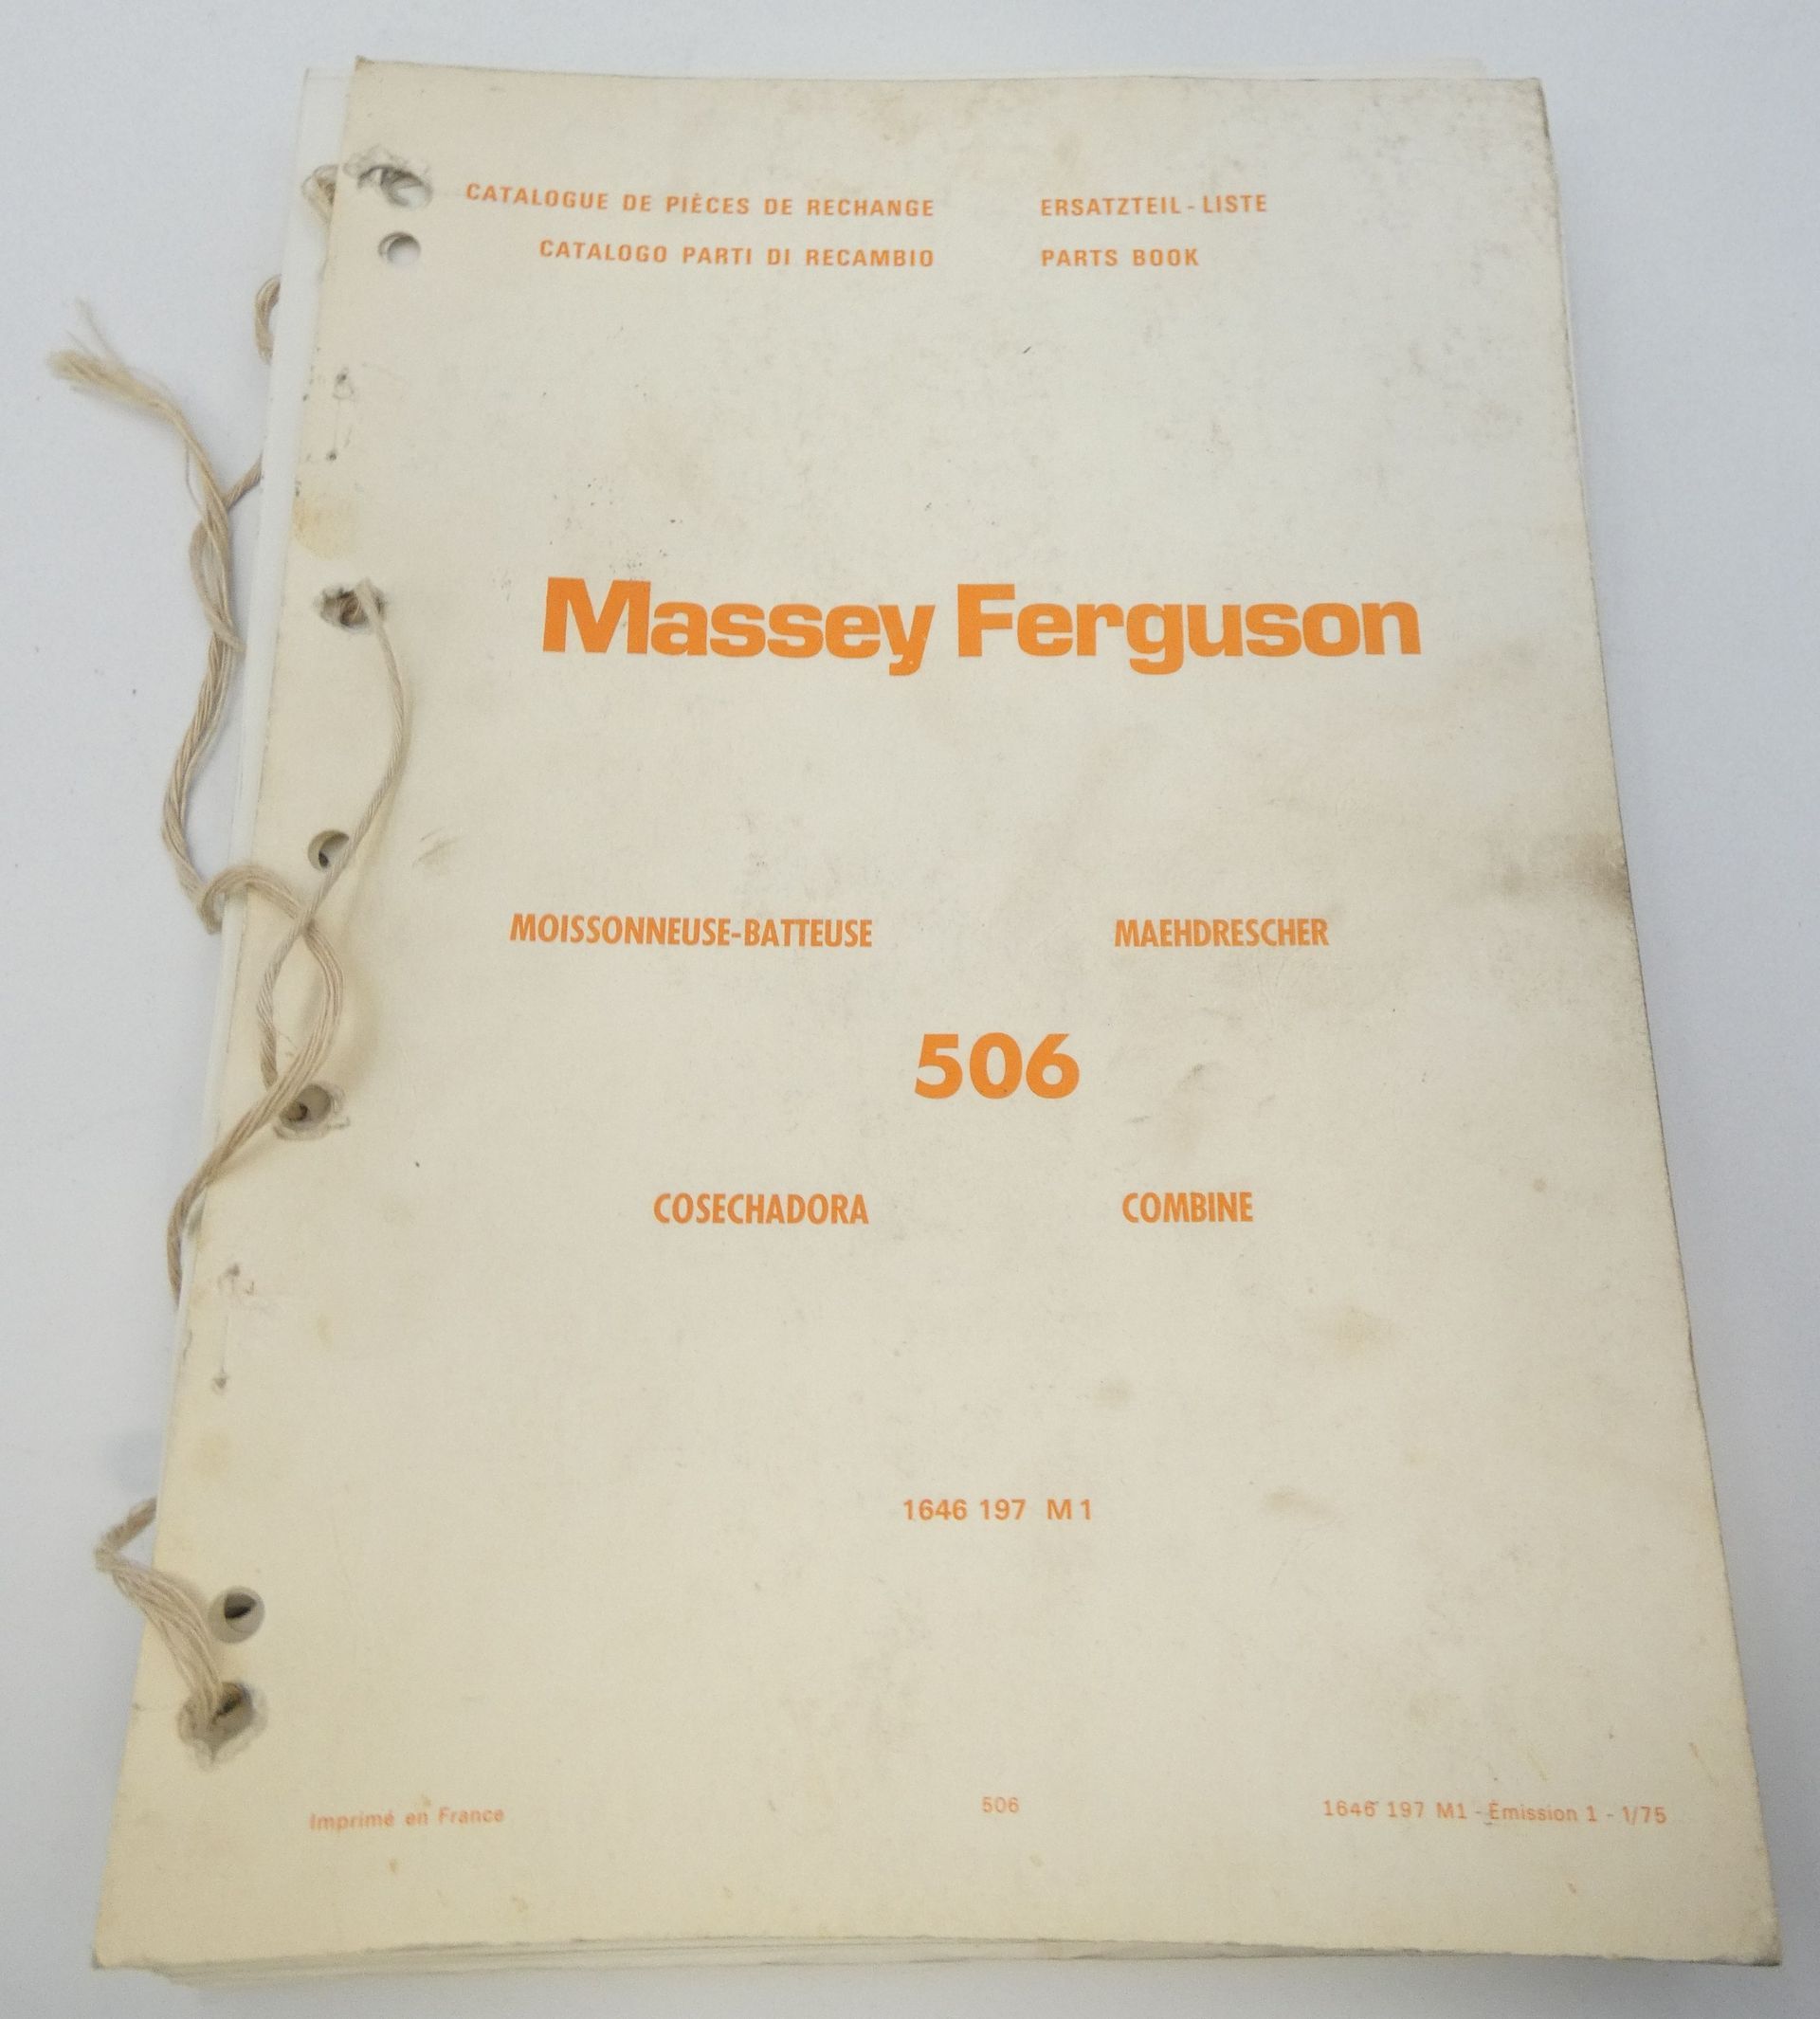 CATALOGUE DE PIÈCES DE RECHANGE ERSATZTEIL - LISTE
CATALOGO PARTI DI RECAMBIO PARTS BOOK
Massey Ferguson
MOISSONNEUSE-BATTEUSE MAEHDRESCHER
506
COSECHADORA COMBINE
1646 197 M1
Imprimé en France 506 1646 197 M1 - Émission 1 - 1/75